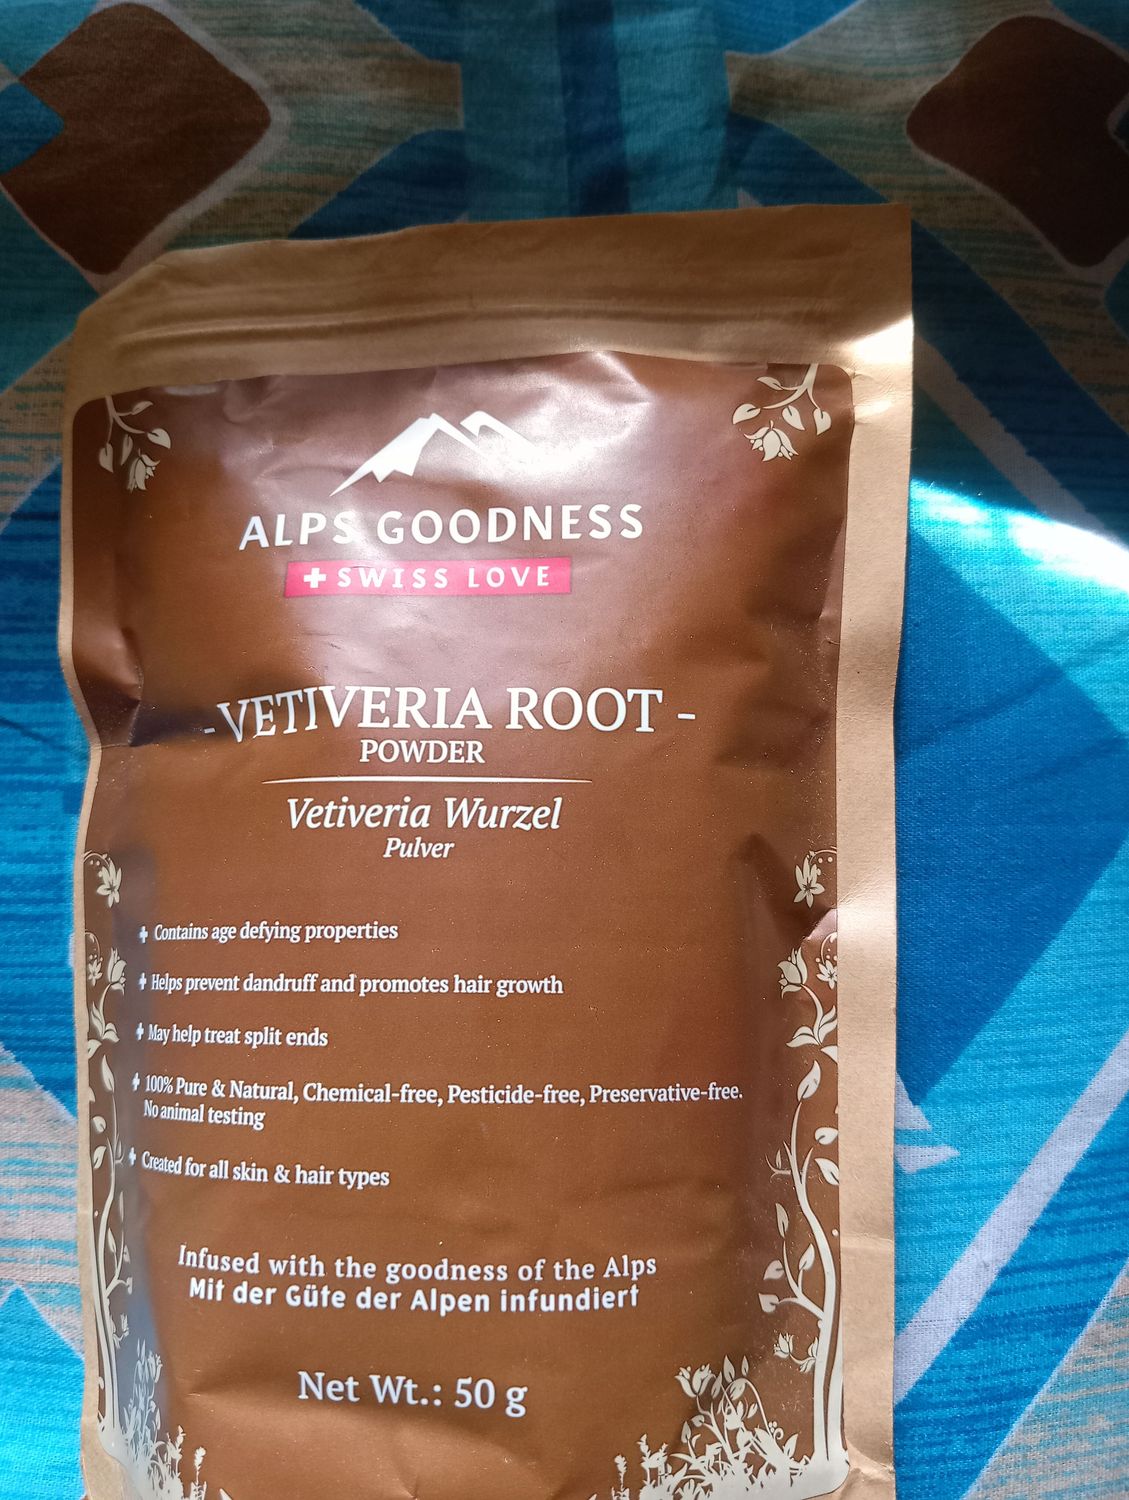 ALPS GOODNESS
+ SWISS LOVE
- VETIVERIA ROOT -
POWDER
Vetiveria Wurzel
Pulver
+ Contains age defying properties
+ Helps prevent dandruff and promotes hair growth
+ May help treat split ends
+ 100% Pure & Natural, Chemical-free, Pesticide-free, Preservative-free.
No animal testing
+ Created for all skin & hair types
Infused with the goodness of the Alps
Mit der Güte der Alpen infundiert
Net Wt.: 50 g